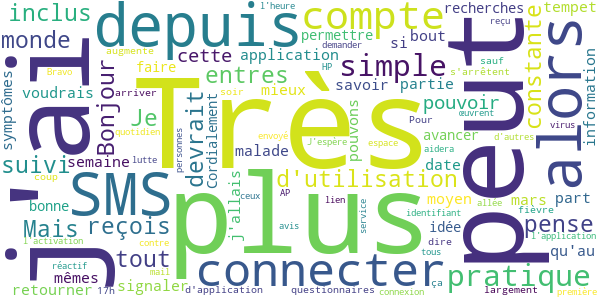 inclus
depuis
compte
l'heure
recherches
tempet
reçu
monde
permettre
demander
si
bout
augmente
cette
application
HP
simple
sauf
s'arrêtent
Bravo
faire
arriver
entres
mieux
savoir
partie
symptômes
voudrais
j'ai
Bonjour
Très
peut
alors
constante
information
Je
soir
devrait
Cordialement
envoyé
pouvoir
œuvrent
quotidien
J'espère
pouvons
Pour
avancer
d'autres
virus
suivi
semaine
lutte
personnes
malade
espace
aidera
date
coup
SMS
d'utilisation
bonne
j'allais
ceux
AP
lien
moyen
identifiant
mars
allée
fièvre
part
Mais
reçois
plus
avis
service
idée
pense
l'application
l'activation
contre
tout
dire
tous
ça
qu'au
réactif
mêmes
mail
signaler
connecter
pratique
retourner
17h
d'application
questionnaires
connexion
largement
première